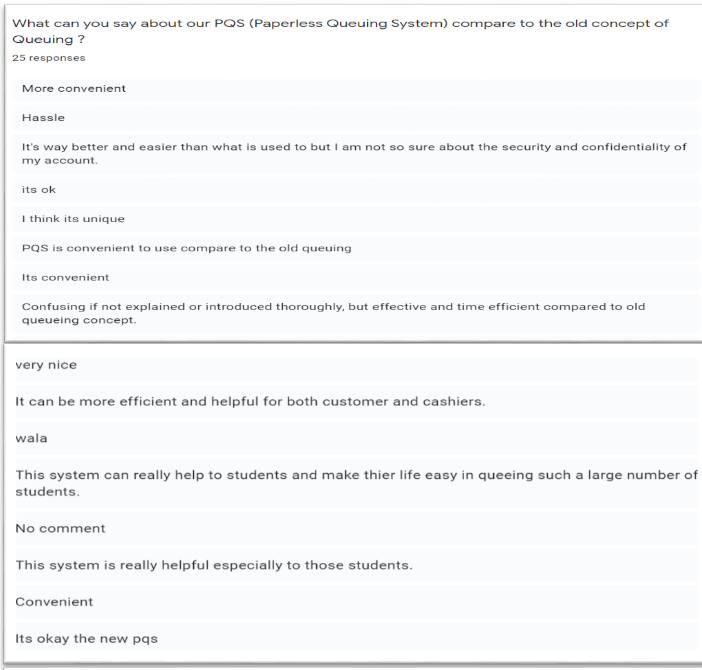 What can you say about our PQS (Paperless Queuing System) compare to the old concept of
Queuing ?
25 responses
More convenient
Hassle
It's way better and easier than what is used to but I am not so sure about the security and confidentiality of
my account.
its ok
I think its unique
PQS is convenient to use compare to the old queuing
Its convenient
Confusing if not explained or introduced thoroughly, but effective and time efficient compared to old
queueing concept.
very nice
It can be more efficient and helpful for both customer and cashiers.
wala
This system can really help to students and make thier life easy in queeing such a large number of
students.
No comment
This system is really helpful especially to those students.
Convenient
Its okay the new pqs